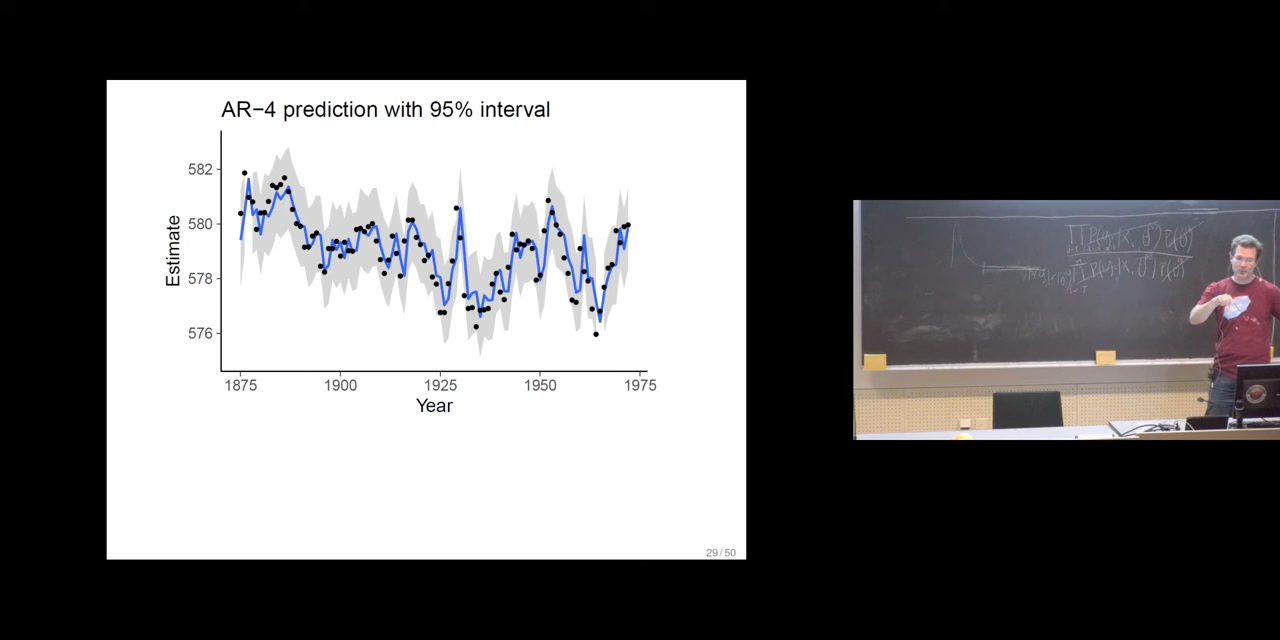 AR−4 prediction with 95% interval
582
580
578
576
Estimate
1875 1900 1925 1950 1975
Year
29 / 50